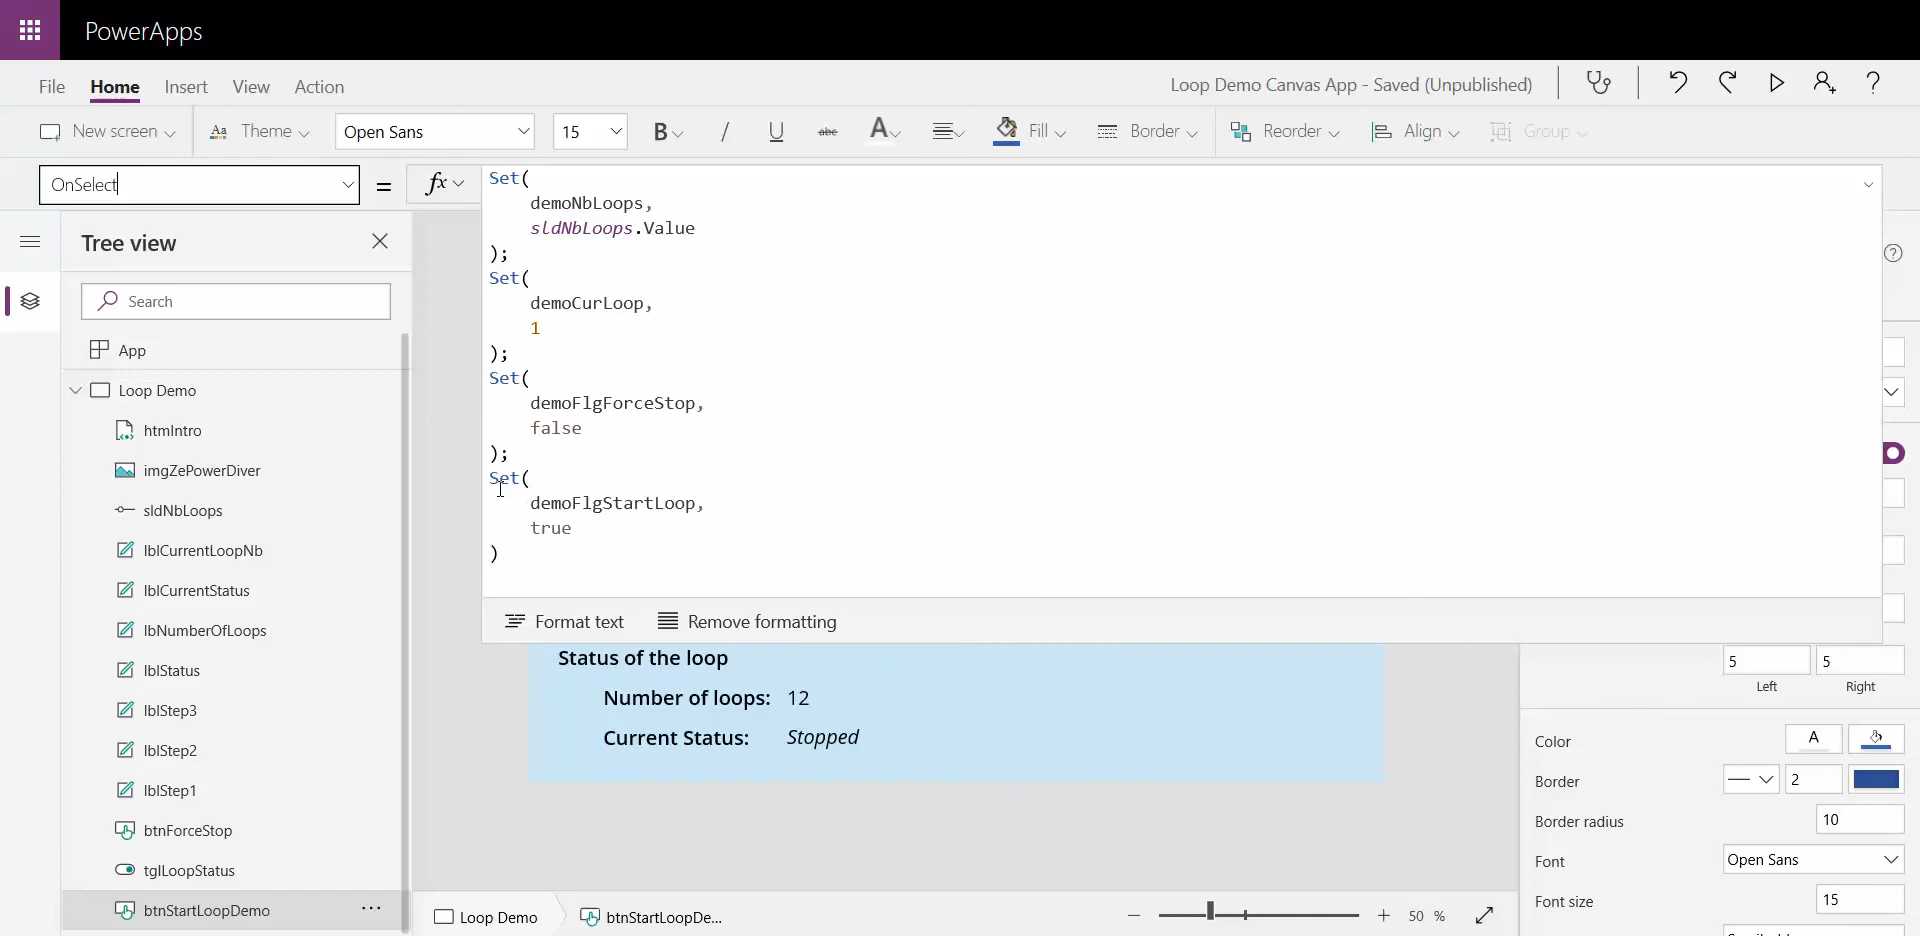 PowerApps
File Home Insert View Action
Loop Demo Canvas App - Saved (Unpublished)
New screen Theme Open Sans 15 B / U abc A Fill Border Reorder Align Group
OnSelect = fx
Set(
demoNbLoops,
sldNbLoops.Value
);
Set(
demoCurLoop,
1
);
Set(
demoFlgForceStop,
false
);
Set(
demoFlgStartLoop,
true
)
Format text Remove formatting
Tree view
Search
App
Loop Demo
htmIntro
imgZePowerDiver
sldNbLoops
lblCurrentLoopNb
lblCurrentStatus
lbNumberOfLoops
lblStatus
lblStep3
lblStep2
lblStep1
btnForceStop
tglLoopStatus
btnStartLoopDemo ...
Status of the loop
Number of loops: 12
Current Status: Stopped
Loop Demo btnStartLoopDe...
50 %
5 5
Left Right
Color A
Border 2
Border radius 10
Font Open Sans
Font size 15